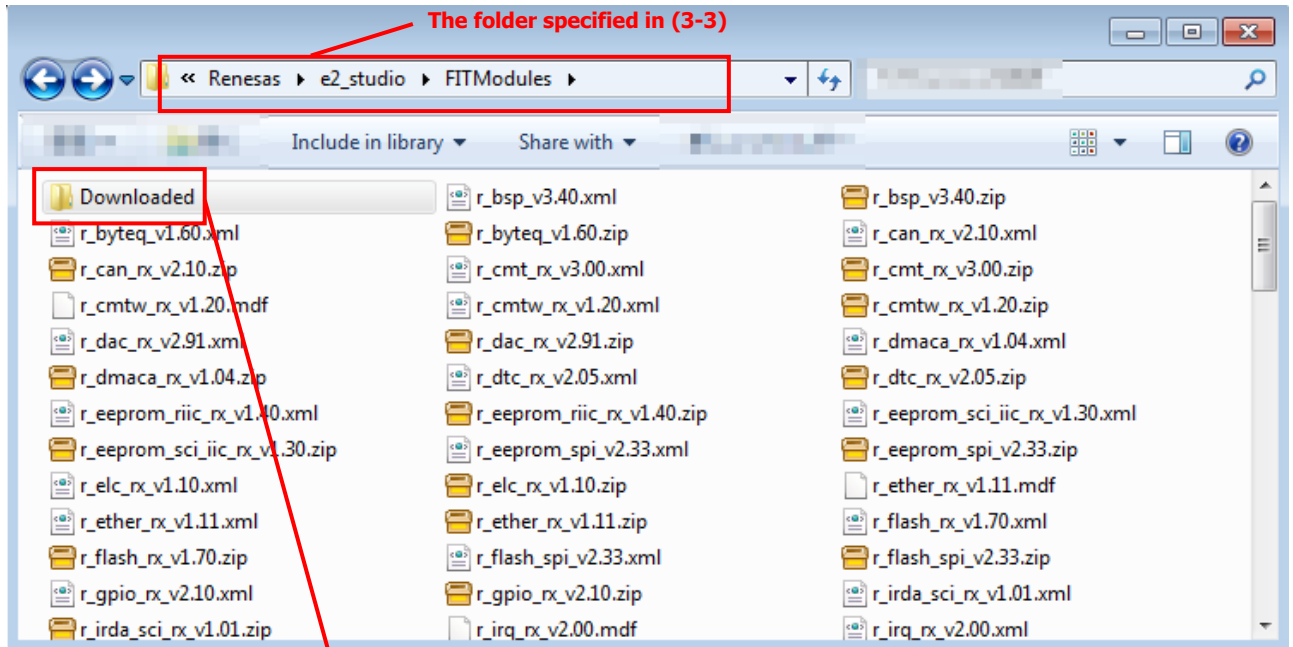 The folder specified in (3-3)
« Renesas ▸ e2_studio ▸ FITModules ▸
Include in library ▾ Share with ▾
Downloaded r_bsp_v3.40.xml r_bsp_v3.40.zip
r_byteq_v1.60.xml r_byteq_v1.60.zip r_can_rx_v2.10.xml
r_can_rx_v2.10.zip r_cmt_rx_v3.00.xml r_cmt_rx_v3.00.zip
r_cmtw_rx_v1.20.mdf r_cmtw_rx_v1.20.xml r_cmtw_rx_v1.20.zip
r_dac_rx_v2.91.xml r_dac_rx_v2.91.zip r_dmaca_rx_v1.04.xml
r_dmaca_rx_v1.04.zip r_dtc_rx_v2.05.xml r_dtc_rx_v2.05.zip
r_eeprom_riic_rx_v1.40.xml r_eeprom_riic_rx_v1.40.zip r_eeprom_sci_iic_rx_v1.30.xml
r_eeprom_sci_iic_rx_v1.30.zip r_eeprom_spi_v2.33.xml r_eeprom_spi_v2.33.zip
r_elc_rx_v1.10.xml r_elc_rx_v1.10.zip r_ether_rx_v1.11.mdf
r_ether_rx_v1.11.xml r_ether_rx_v1.11.zip r_flash_rx_v1.70.xml
r_flash_rx_v1.70.zip r_flash_spi_v2.33.xml r_flash_spi_v2.33.zip
r_gpio_rx_v2.10.xml r_gpio_rx_v2.10.zip r_irda_sci_rx_v1.01.xml
r_irda_sci_rx_v1.01.zip r_irq_rx_v2.00.mdf r_irq_rx_v2.00.xml